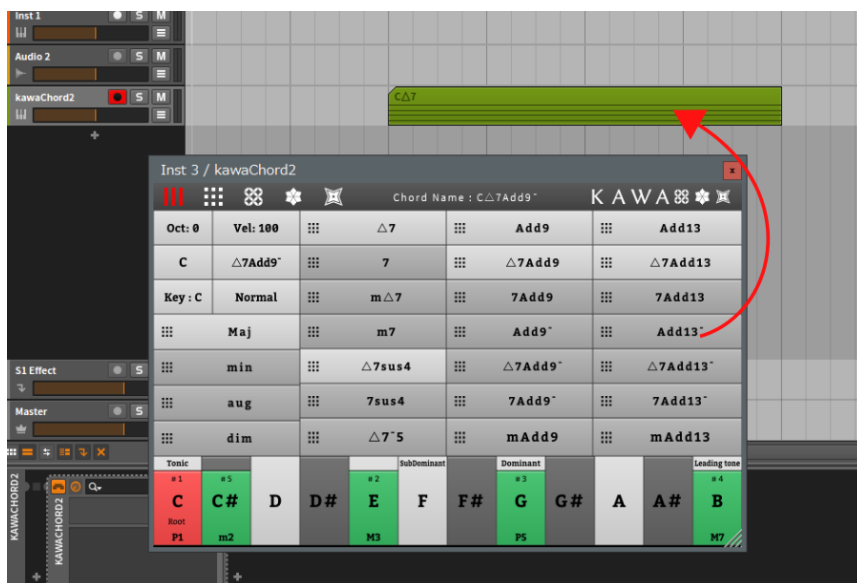 Inst 1
S M
Audio 2
S M
kawaChord2
S M
C△7
Inst 3 / kawaChord2
x
Chord Name : C△7Add9-
KAWA
Oct: 0 Vel: 100 △7 Add9 Add13
C △7Add9- 7 △7Add9 △7Add13
Key : C Normal m△7 7Add9 7Add13
Maj m7 Add9- Add13-
min △7sus4 △7Add9- △7Add13-
aug 7sus4 7Add9- 7Add13-
dim △7-5 mAdd9 mAdd13
S1 Effect
S
Master
S
Tonic SubDominant Dominant Leading tone
#1 #5 #2 #3 #4
C C# D D# E F F# G G# A A# B
Root
P1 m2 M3 P5 M7
KAWACHORD2
KAWACHORD2